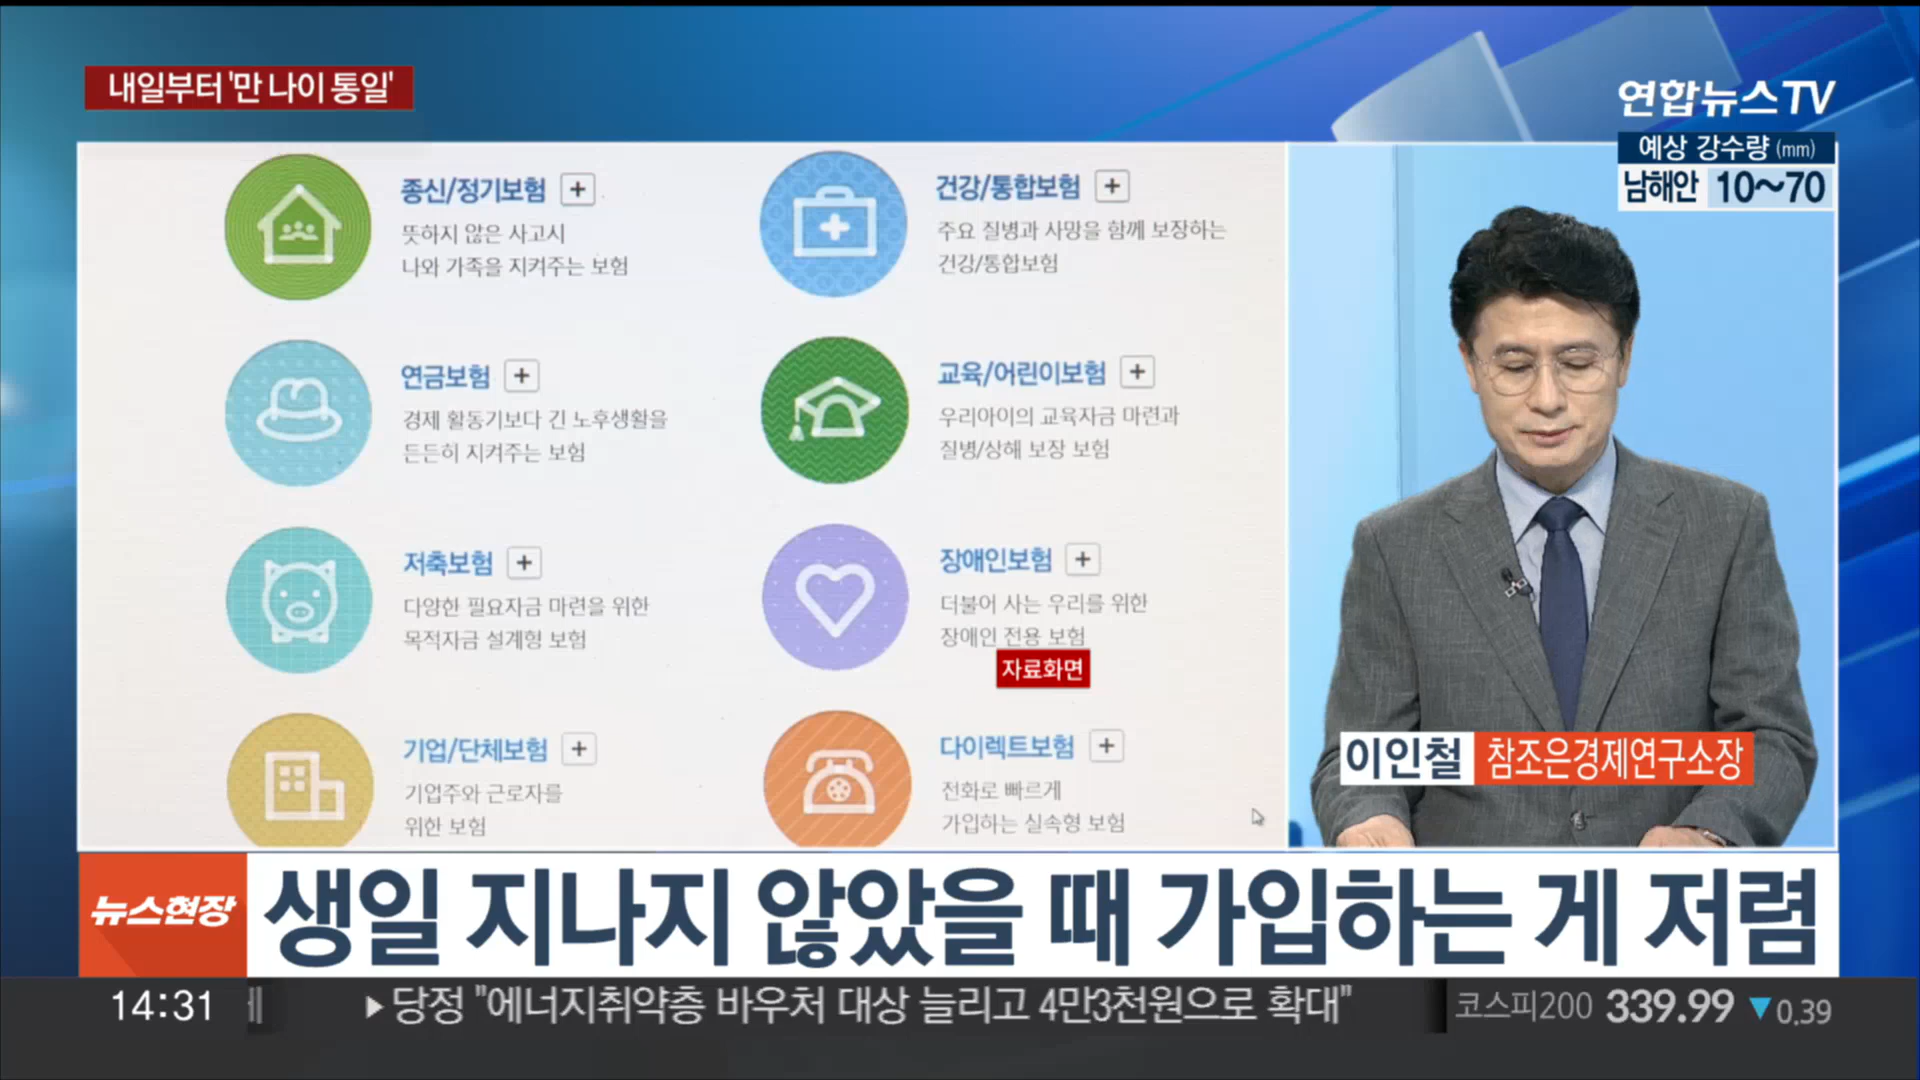 내일부터 '만 나이 통일'
연합뉴스TV
예상 강수량 (mm)
남해안 10~70
종신/정기보험 +
뜻하지 않은 사고시
나와 가족을 지켜주는 보험
건강/통합보험 +
주요 질병과 사망을 함께 보장하는
건강/통합보험
연금보험 +
경제 활동기보다 긴 노후생활을
든든히 지켜주는 보험
교육/어린이보험 +
우리아이의 교육자금 마련과
질병/상해 보장 보험
저축보험 +
다양한 필요자금 마련을 위한
목적자금 설계형 보험
장애인보험 +
더불어 사는 우리를 위한
장애인 전용 보험
자료화면
기업/단체보험 +
기업주와 근로자를
위한 보험
다이렉트보험 +
전화로 빠르게
가입하는 실속형 보험
이인철 참조은경제연구소장
뉴스현장
생일 지나지 않았을 때 가입하는 게 저렴
14:31
▶당정 "에너지취약층 바우처 대상 늘리고 4만3천원으로 확대"
코스피200 339.99 ▼0.39